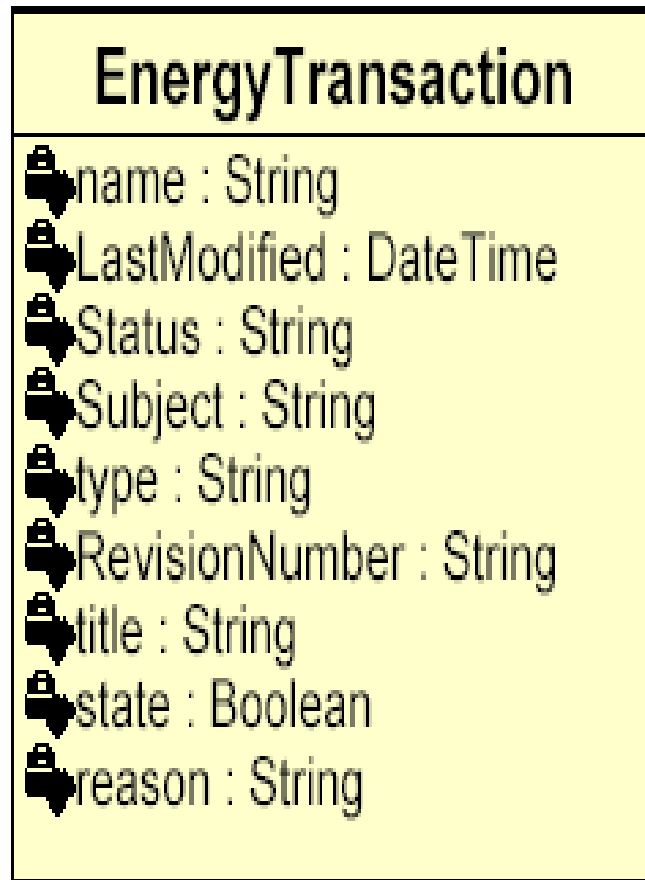 EnergyTransaction
name : String
LastModified : DateTime
Status : String
Subject : String
type : String
RevisionNumber : String
title : String
state : Boolean
reason : String